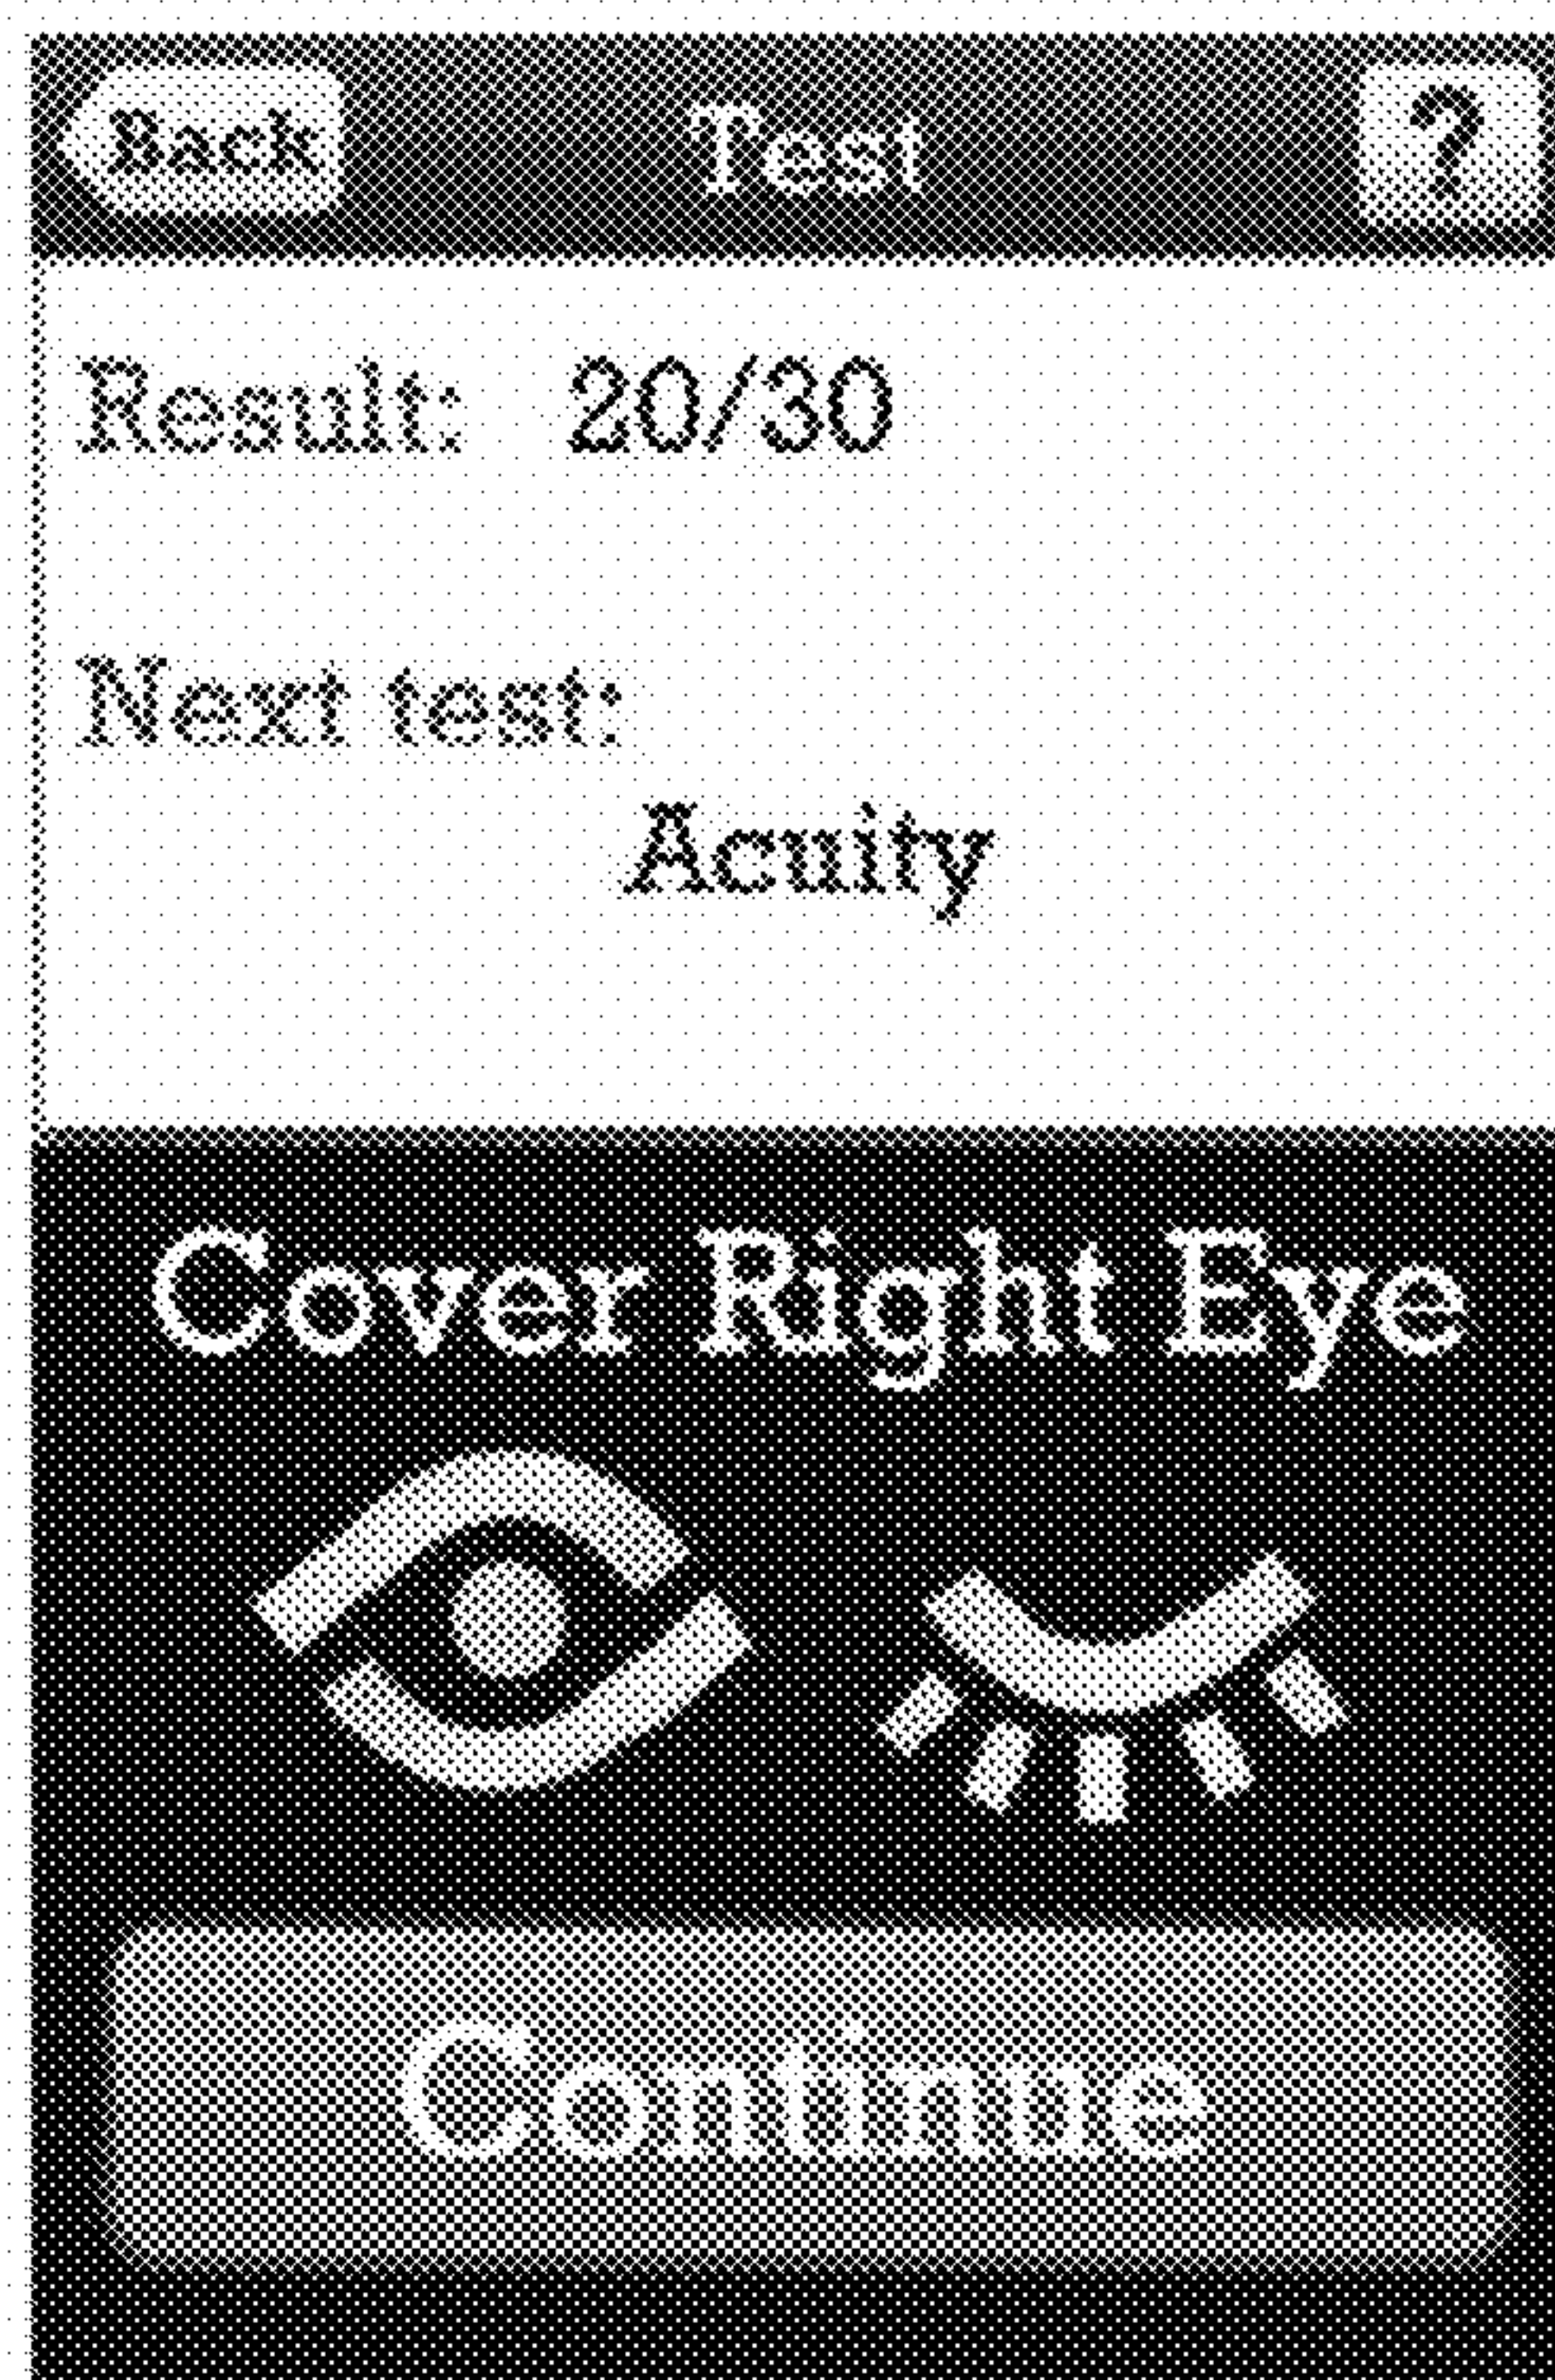 Back Test ?
Result: 20/30
Next test:
Acuity
Cover Right Eye
Continue